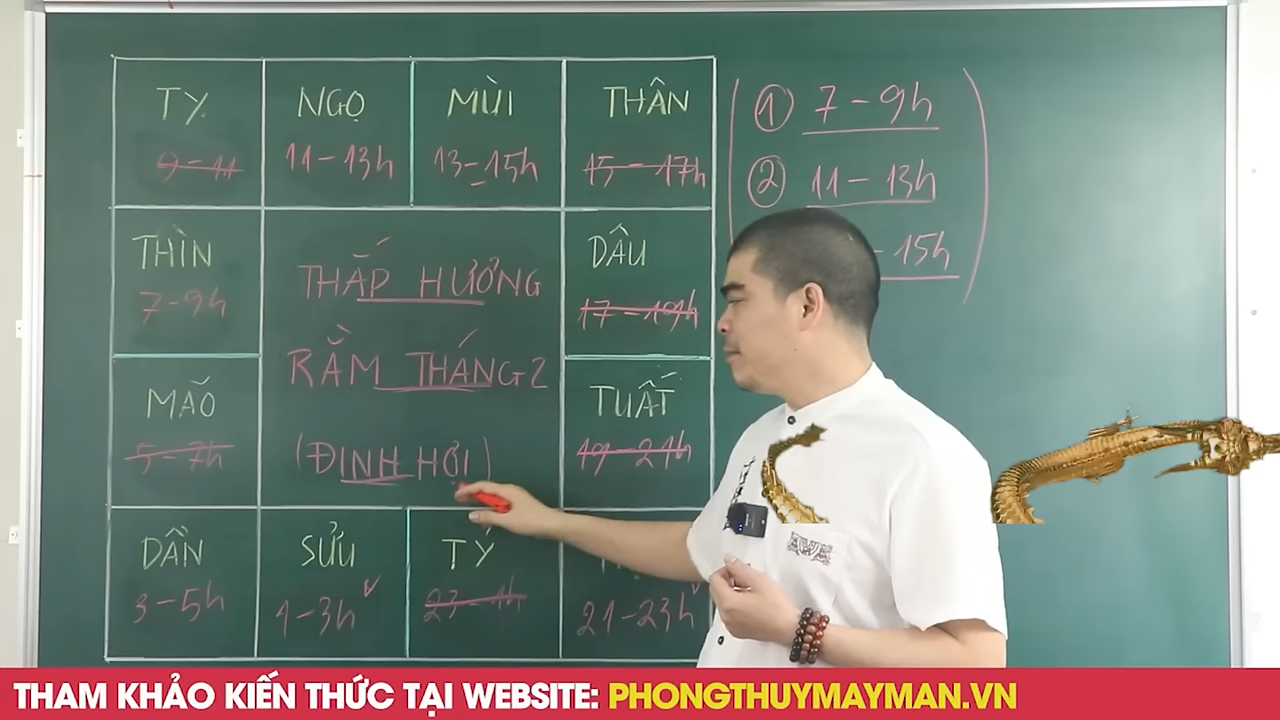 TỴ
9-11
NGỌ
11-13h
MÙI
13-15h
THÂN
15-17h
① 7-9h
② 11-13h
-15h
THÌN
7-9h
THẮP HƯƠNG
RẰM THÁNG 2
(ĐINH HỢI)
DẬU
17-19h
MÃO
5-7h
TUẤT
19-21h
DẦN
3-5h
SỬU
1-3h
TÝ
23-1h
21-23h
THAM KHẢO KIẾN THỨC TẠI WEBSITE: PHONGTHUYMAYMAN.VN